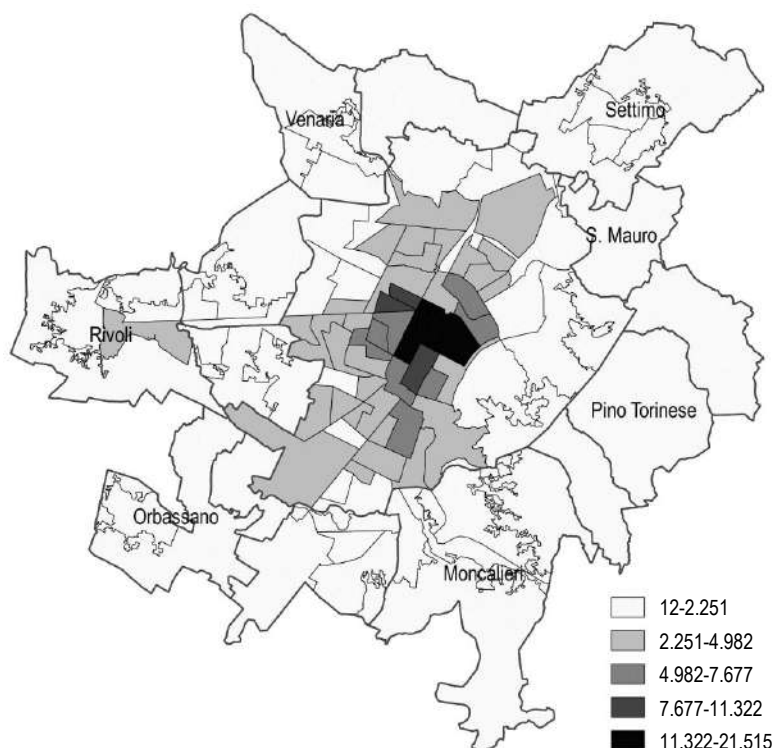 Venaria
Settimo
S. Mauro
Rivoli
Pino Torinese
Orbassano
Moncalieri
12-2.251
2.251-4.982
4.982-7.677
7.677-11.322
11.322-21.515